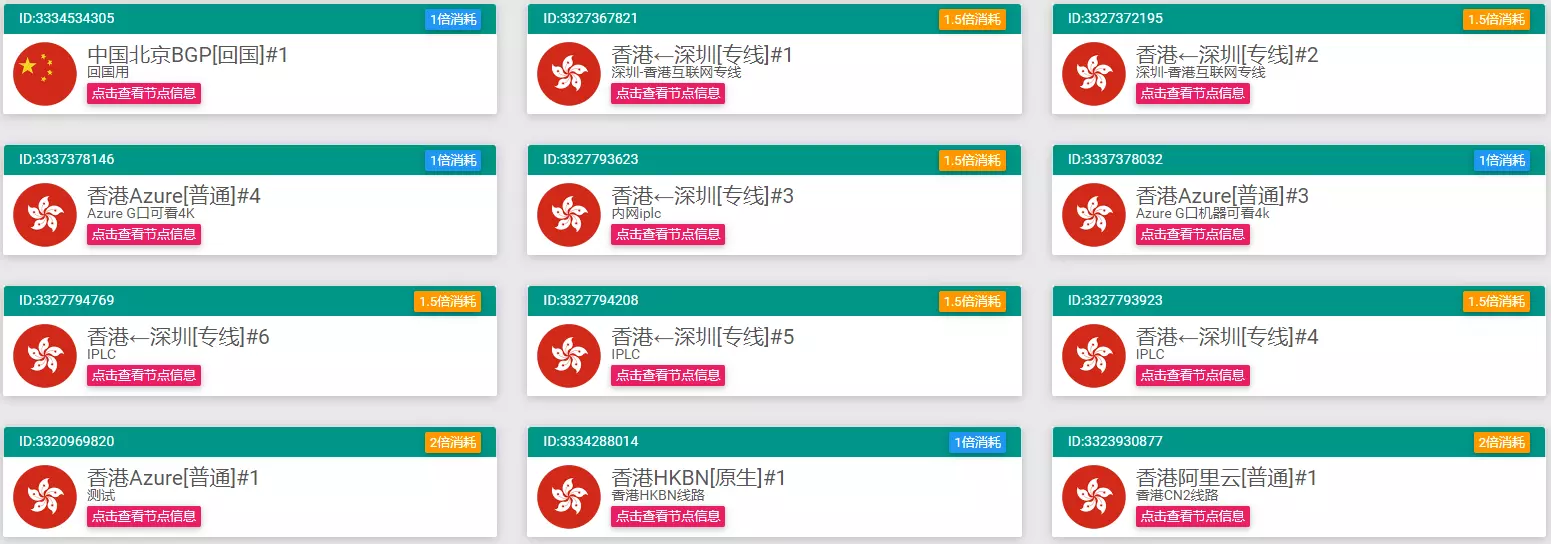 ID:3334534305
1倍消耗
中国北京BGP[回国]#1
回国用
点击查看节点信息
ID:3327367821
1.5倍消耗
香港←深圳[专线]#1
深圳-香港互联网专线
点击查看节点信息
ID:3327372195
1.5倍消耗
香港←深圳[专线]#2
深圳-香港互联网专线
点击查看节点信息
ID:3337378146
1倍消耗
香港Azure[普通]#4
Azure G口可看4K
点击查看节点信息
ID:3327793623
1.5倍消耗
香港←深圳[专线]#3
内网iplc
点击查看节点信息
ID:3337378032
1倍消耗
香港Azure[普通]#3
Azure G口机器可看4k
点击查看节点信息
ID:3327794769
1.5倍消耗
香港←深圳[专线]#6
IPLC
点击查看节点信息
ID:3327794208
1.5倍消耗
香港←深圳[专线]#5
IPLC
点击查看节点信息
ID:3327793923
1.5倍消耗
香港←深圳[专线]#4
IPLC
点击查看节点信息
ID:3320969820
2倍消耗
香港Azure[普通]#1
测试
点击查看节点信息
ID:3334288014
1倍消耗
香港HKBN[原生]#1
香港HKBN线路
点击查看节点信息
ID:3323930877
2倍消耗
香港阿里云[普通]#1
香港CN2线路
点击查看节点信息